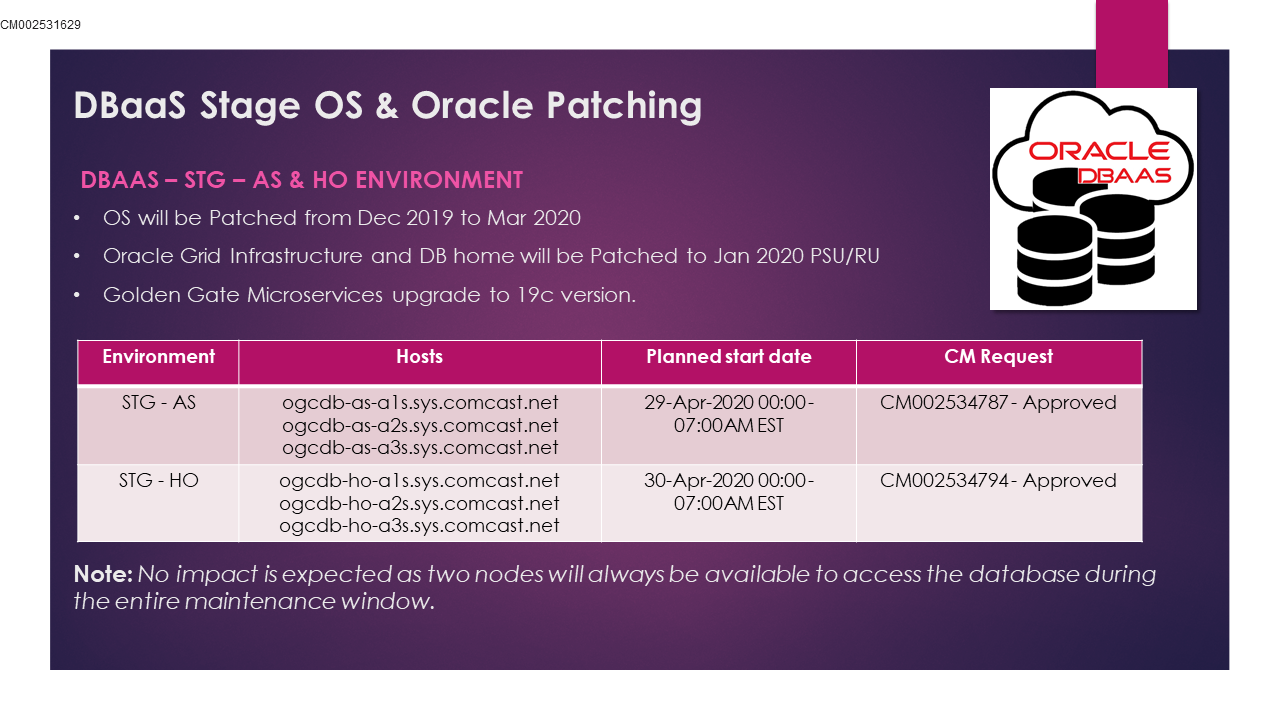 CM002531629
DBaaS Stage OS & Oracle Patching
ORACLE
DBAAS
DBAAS – STG – AS & HO ENVIRONMENT
• OS will be Patched from Dec 2019 to Mar 2020
• Oracle Grid Infrastructure and DB home will be Patched to Jan 2020 PSU/RU
• Golden Gate Microservices upgrade to 19c version.
Environment Hosts Planned start date CM Request
STG - AS ogcdb-as-a1s.sys.comcast.net 29-Apr-2020 00:00 - CM002534787 - Approved
ogcdb-as-a2s.sys.comcast.net 07:00AM EST
ogcdb-as-a3s.sys.comcast.net
STG - HO ogcdb-ho-a1s.sys.comcast.net 30-Apr-2020 00:00 - CM002534794 - Approved
ogcdb-ho-a2s.sys.comcast.net 07:00AM EST
ogcdb-ho-a3s.sys.comcast.net
Note: No impact is expected as two nodes will always be available to access the database during
the entire maintenance window.